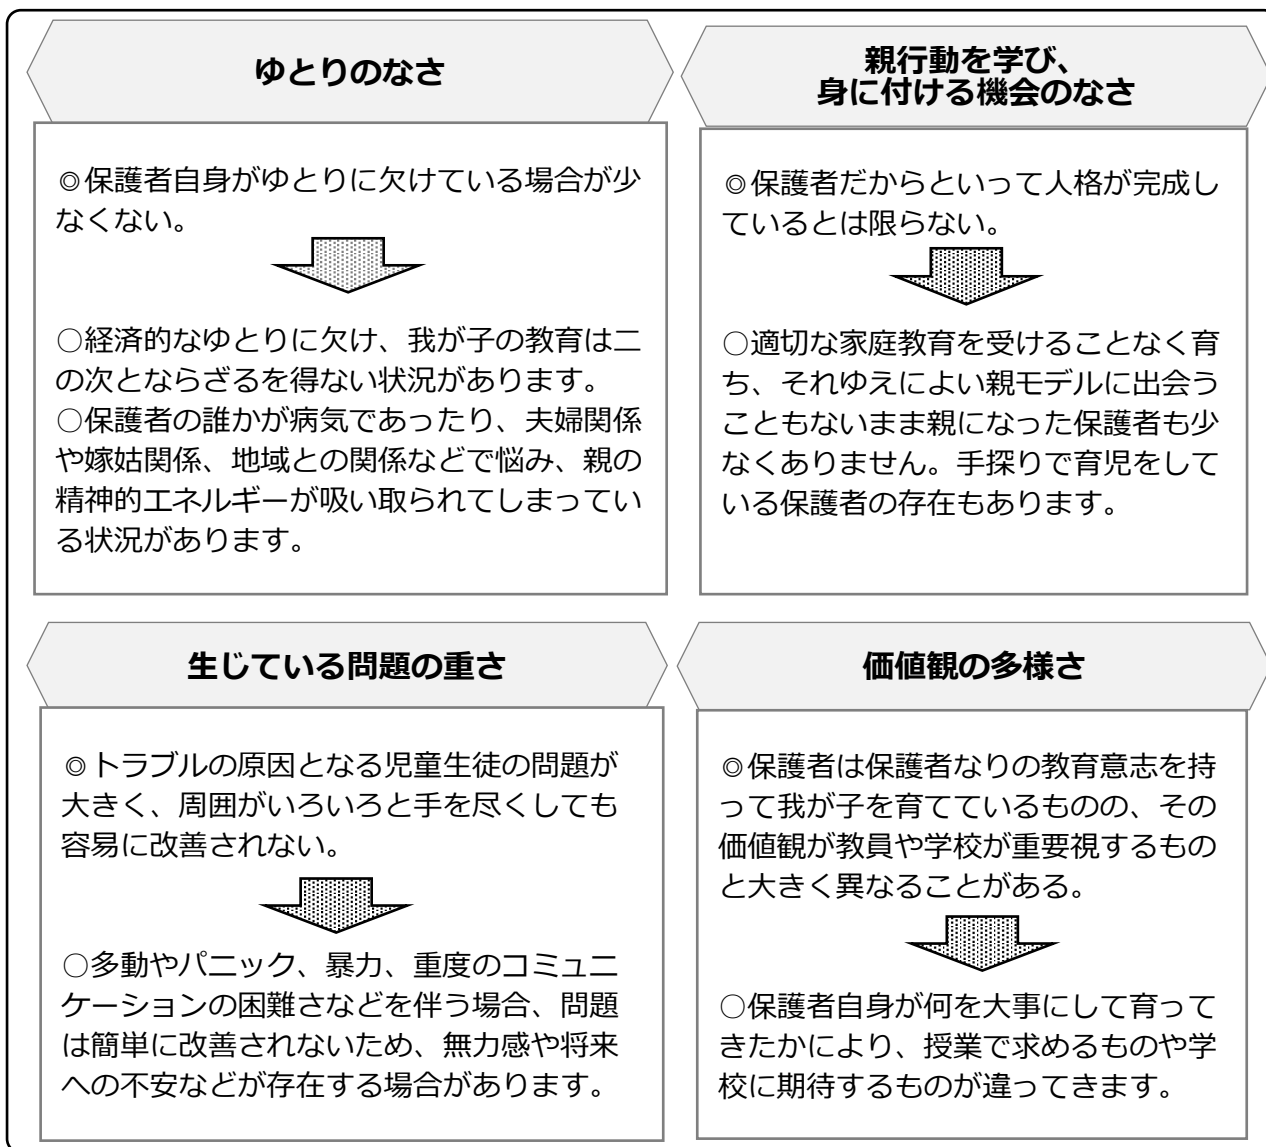 ゆとりのなさ
◎保護者自身がゆとりに欠けている場合が少
なくない。
○経済的なゆとりに欠け、我が子の教育は二
の次とならざるを得ない状況があります。
○保護者の誰かが病気であったり、夫婦関係
や嫁姑関係、地域との関係などで悩み、親の
精神的エネルギーが吸い取られてしまってい
る状況があります。
親行動を学び、
身に付ける機会のなさ
◎保護者だからといって人格が完成し
ているとは限らない。
○適切な家庭教育を受けることなく育
ち、それゆえによい親モデルに出会う
こともないまま親になった保護者も少
なくありません。手探りで育児をして
いる保護者の存在もあります。
生じている問題の重さ
◎トラブルの原因となる児童生徒の問題が
大きく、周囲がいろいろと手を尽くしても
容易に改善されない。
○多動やパニック、暴力、重度のコミュニ
ケーションの困難さなどを伴う場合、問題
は簡単に改善されないため、無力感や将来
への不安などが存在する場合があります。
価値観の多様さ
◎保護者は保護者なりの教育意志を持
って我が子を育てているものの、その
価値観が教員や学校が重要視するもの
と大きく異なることがある。
○保護者自身が何を大事にして育って
きたかにより、授業で求めるものや学
校に期待するものが違ってきます。